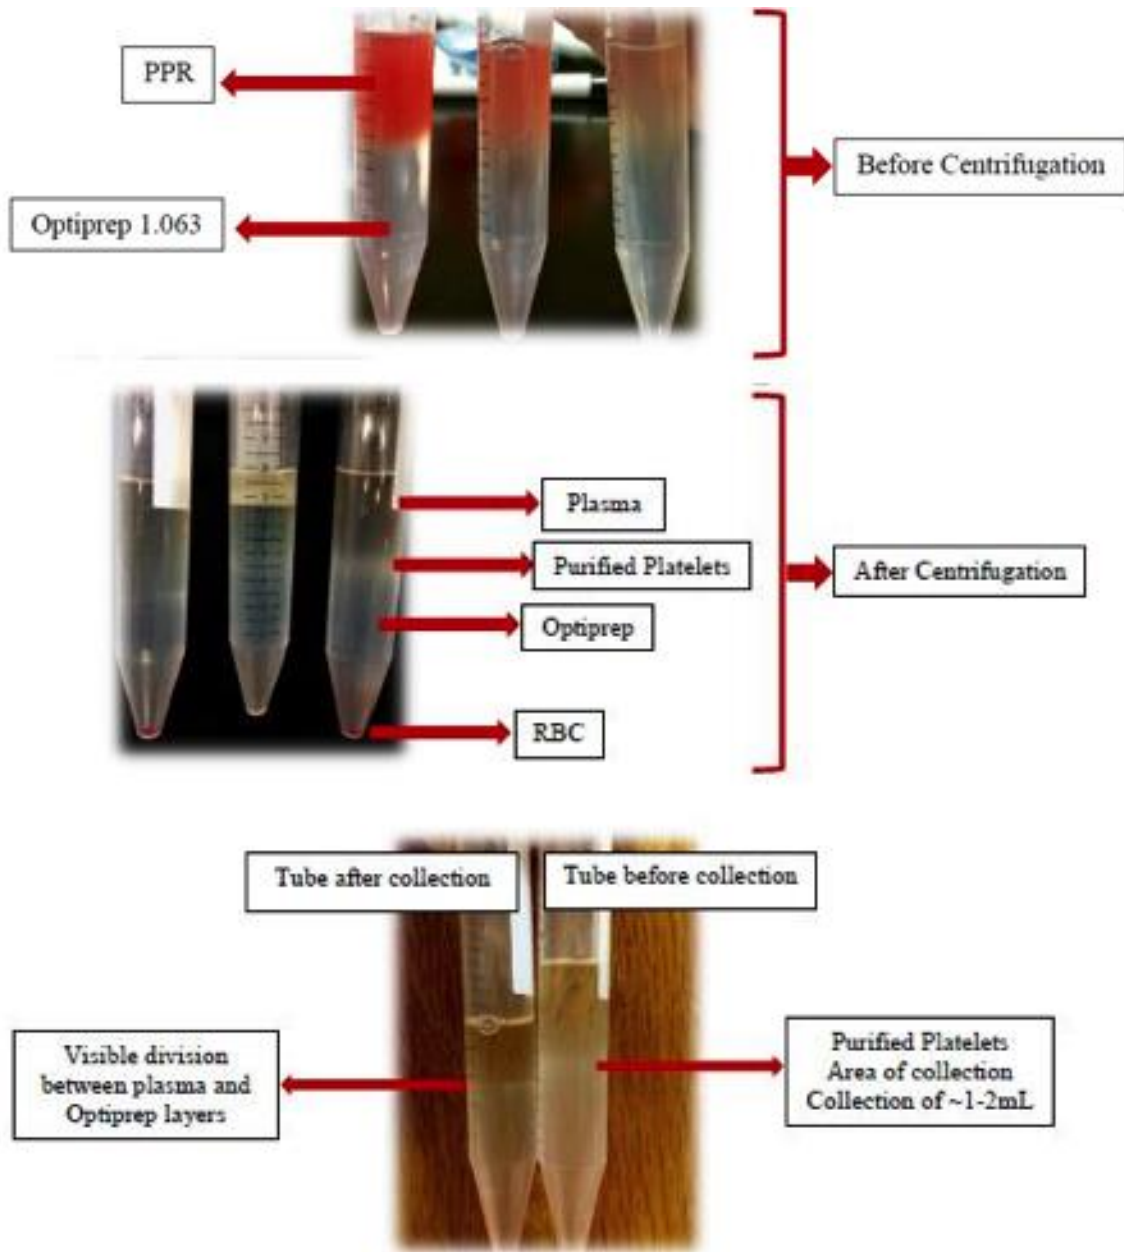 PPR
Before Centrifugation
Optiprep 1.063
Plasma
Purified Platelets
After Centrifugation
Optiprep
RBC
Tube after collection
Tube before collection
Visible division
between plasma and
Optiprep layers
Purified Platelets
Area of collection
Collection of ~1-2mL